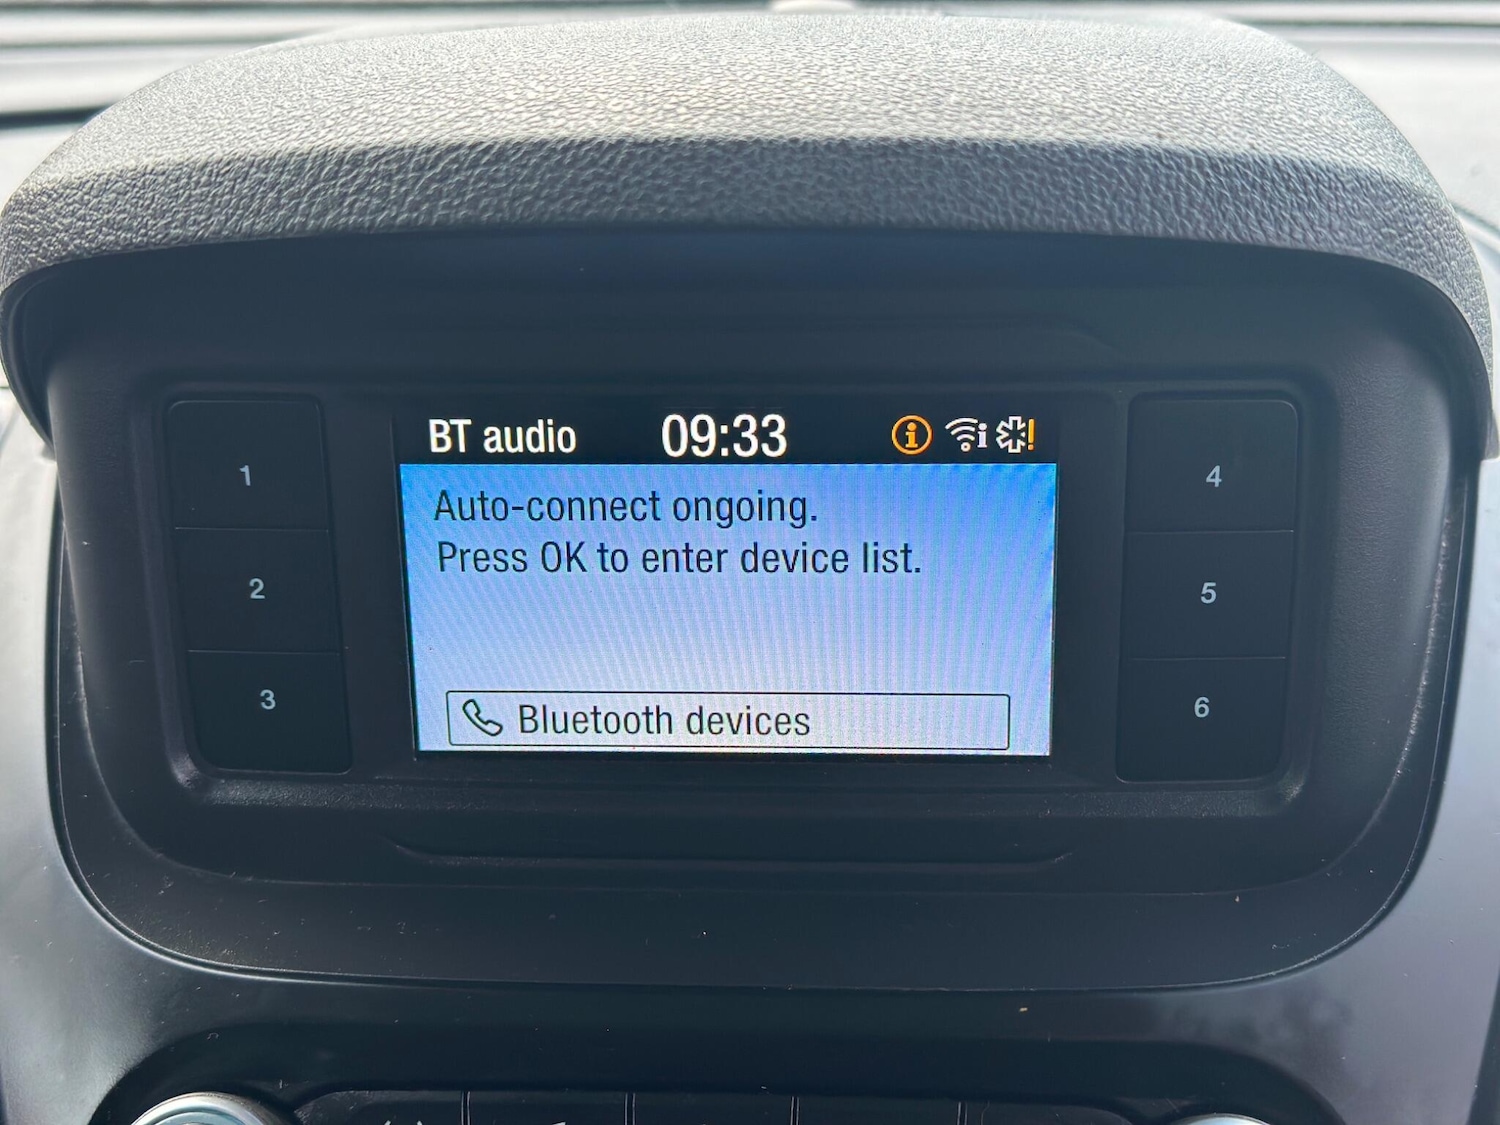 BT audio 09:33
Auto-connect ongoing.
Press OK to enter device list.
Bluetooth devices
1
2
3
4
5
6